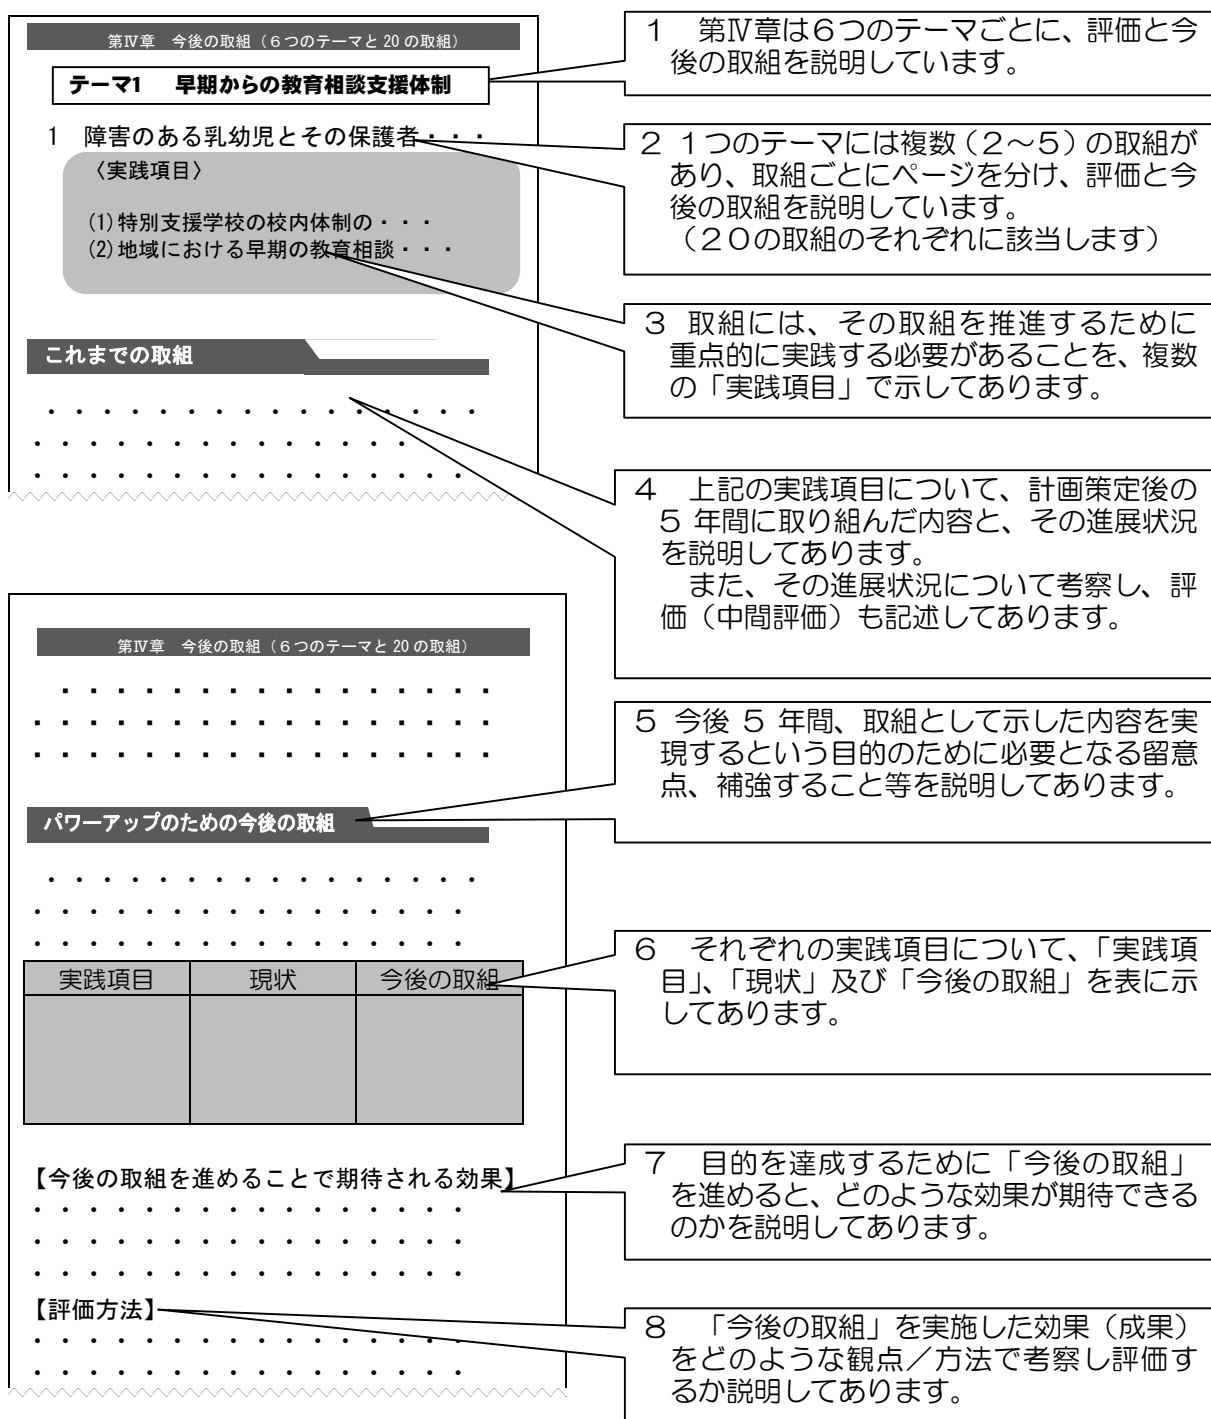 第Ⅳ章　今後の取組（６つのテーマと 20 の取組）
テーマ1　早期からの教育相談支援体制
1　障害のある乳幼児とその保護者・・・
〈実践項目〉
(1)特別支援学校の校内体制の・・・
(2)地域における早期の教育相談・・・
これまでの取組
・・・・・・・・・・・・・・・・
・・・・・・・・・・・・・・
・・・・・・・・・・・・・・・・
第Ⅳ章　今後の取組（６つのテーマと 20 の取組）
・・・・・・・・・・・・・・・・
・・・・・・・・・・・・・・・・・
・・・・・・・・・・・・・・・・・
パワーアップのための今後の取組
・・・・・・・・・・・・・・・・
・・・・・・・・・・・・・・・・
・・・・・・・・・・・・・・・・
実践項目　現状　今後の取組
【今後の取組を進めることで期待される効果】
・・・・・・・・・・・・・・・・
・・・・・・・・・・・・・・・・
・・・・・・・・・・・・・・・・
【評価方法】
・・・・・・・・・・・・・・・・
・・・・・・・・・・・・・・・・
１　第Ⅳ章は６つのテーマごとに、評価と今
後の取組を説明しています。
２ １つのテーマには複数（２～５）の取組が
あり、取組ごとにページを分け、評価と今
後の取組を説明しています。
（２０の取組のそれぞれに該当します）
３ 取組には、その取組を推進するために
重点的に実践する必要があることを、複数
の「実践項目」で示してあります。
４　上記の実践項目について、計画策定後の
５ 年間に取り組んだ内容と、その進展状況
を説明してあります。
また、その進展状況について考察し、評
価（中間評価）も記述してあります。
５ 今後 ５ 年間、取組として示した内容を実
現するという目的のために必要となる留意
点、補強すること等を説明してあります。
６　それぞれの実践項目について、「実践項
目」、「現状」及び「今後の取組」を表に示
してあります。
７　目的を達成するために「今後の取組」
を進めると、どのような効果が期待できる
のかを説明してあります。
８　「今後の取組」を実施した効果（成果）
をどのような観点／方法で考察し評価す
るか説明してあります。